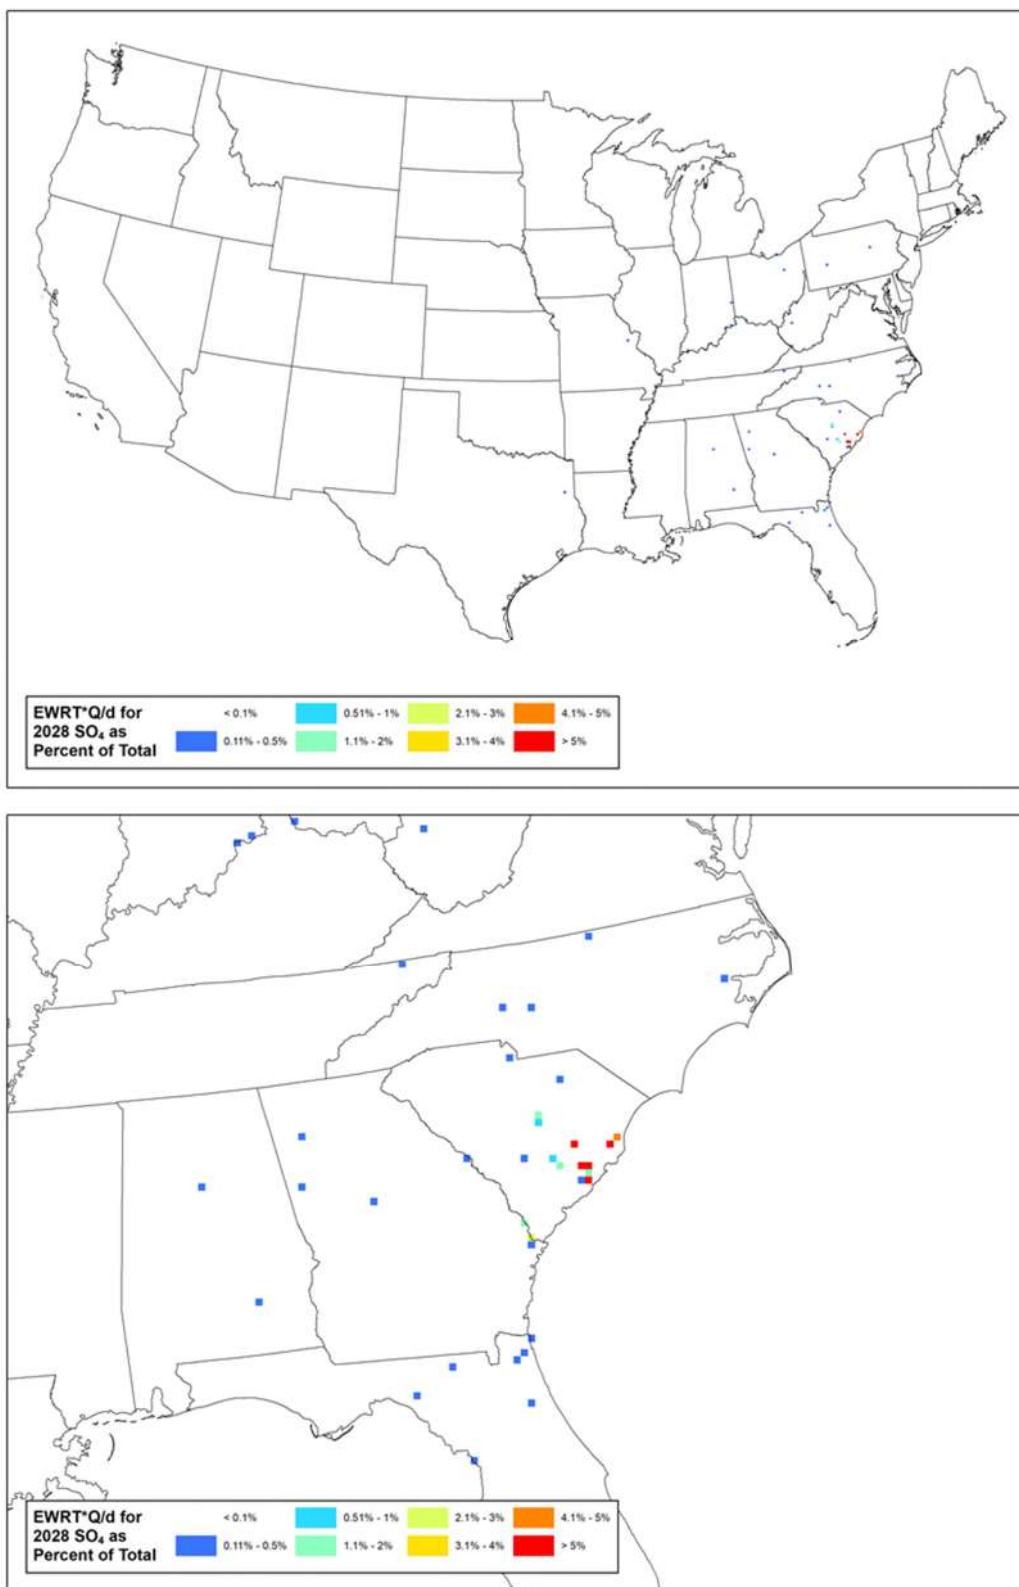 EWRT*Q/d for
2028 SO₄ as
Percent of Total
< 0.1%
0.51% - 1%
2.1% - 3%
4.1% - 5%
0.11% - 0.5%
1.1% - 2%
3.1% - 4%
> 5%
EWRT*Q/d for
2028 SO₄ as
Percent of Total
< 0.1%
0.51% - 1%
2.1% - 3%
4.1% - 5%
0.11% - 0.5%
1.1% - 2%
3.1% - 4%
> 5%